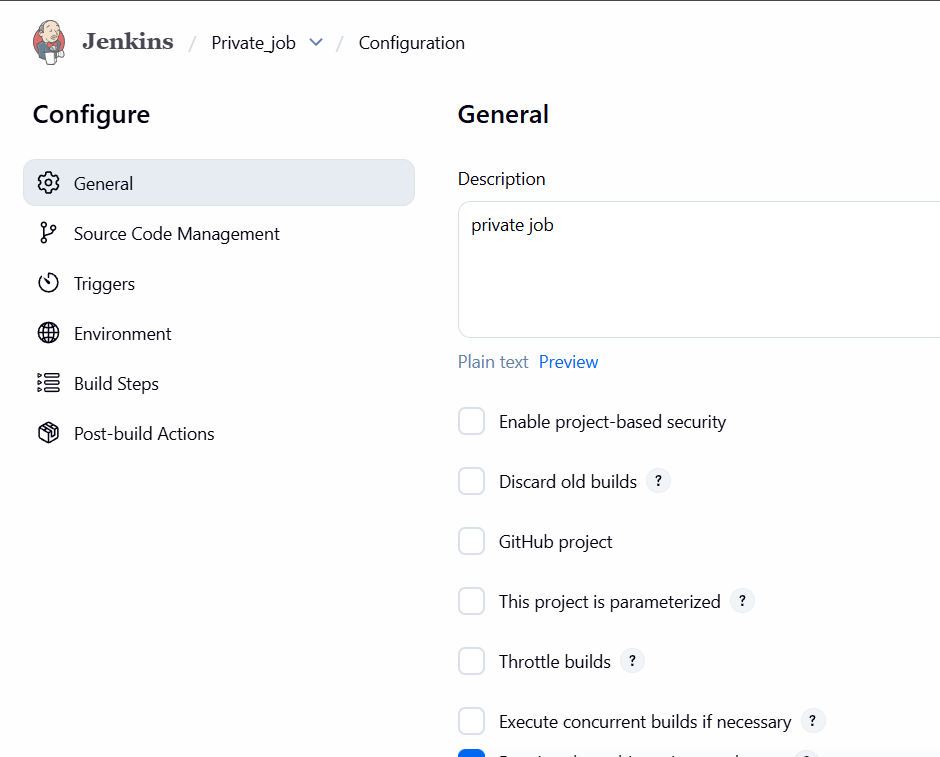 Jenkins / Private_job / Configuration
Configure
General
Source Code Management
Triggers
Environment
Build Steps
Post-build Actions
General
Description
private job
Plain text Preview
Enable project-based security
Discard old builds ?
GitHub project
This project is parameterized ?
Throttle builds ?
Execute concurrent builds if necessary ?